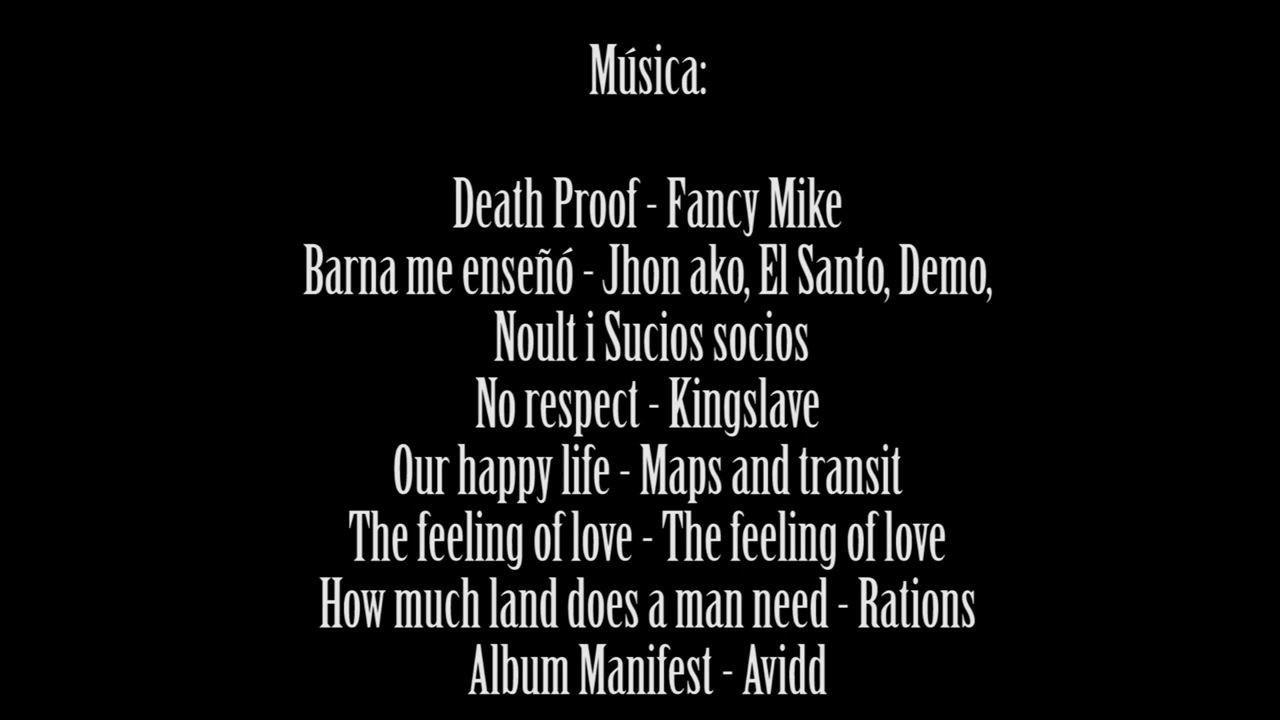 Música:
Death Proof - Fancy Mike
Barna me enseñó - Jhon ako, El Santo, Demo,
Noult i Sucios socios
No respect - Kingslave
Our happy life - Maps and transit
The feeling of love - The feeling of love
How much land does a man need - Rations
Album Manifest - Avidd